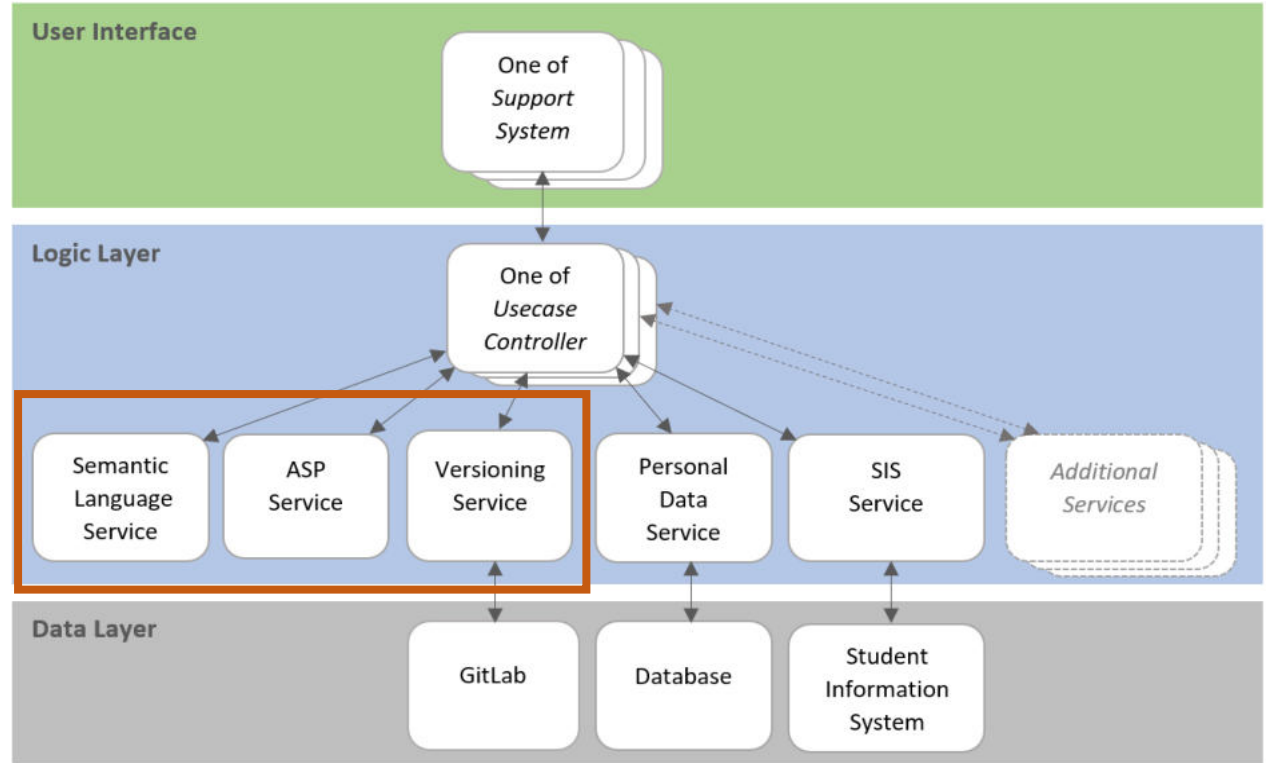 User Interface
One of
Support
System
Logic Layer
One of
Usecase
Controller
Semantic
Language
Service
ASP
Service
Versioning
Service
Personal
Data
Service
SIS
Service
Additional
Services
Data Layer
GitLab
Database
Student
Information
System